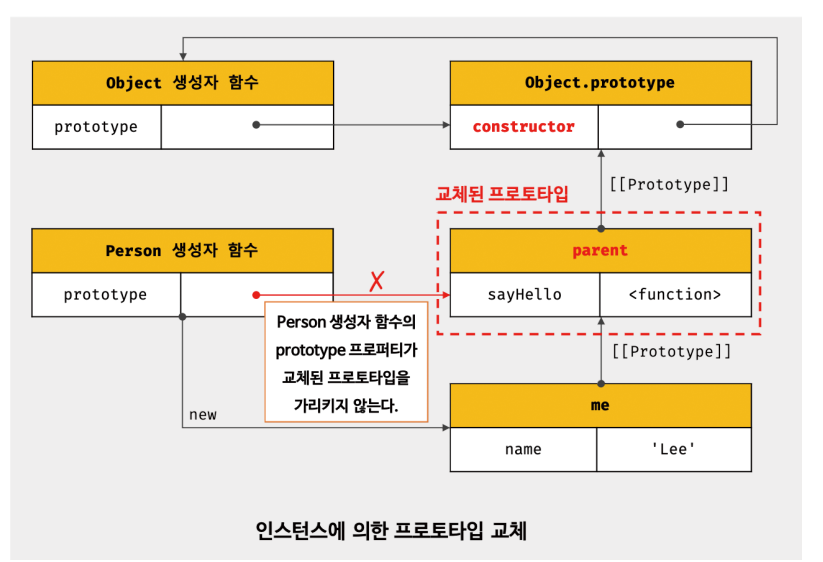 Object 생성자 함수
prototype
Object.prototype
constructor
[[Prototype]]
교체된 프로토타입
Person 생성자 함수
prototype
X
parent
sayHello
<function>
Person 생성자 함수의
prototype 프로퍼티가
교체된 프로토타입을
가리키지 않는다.
[[Prototype]]
new
me
name
'Lee'
인스턴스에 의한 프로토타입 교체